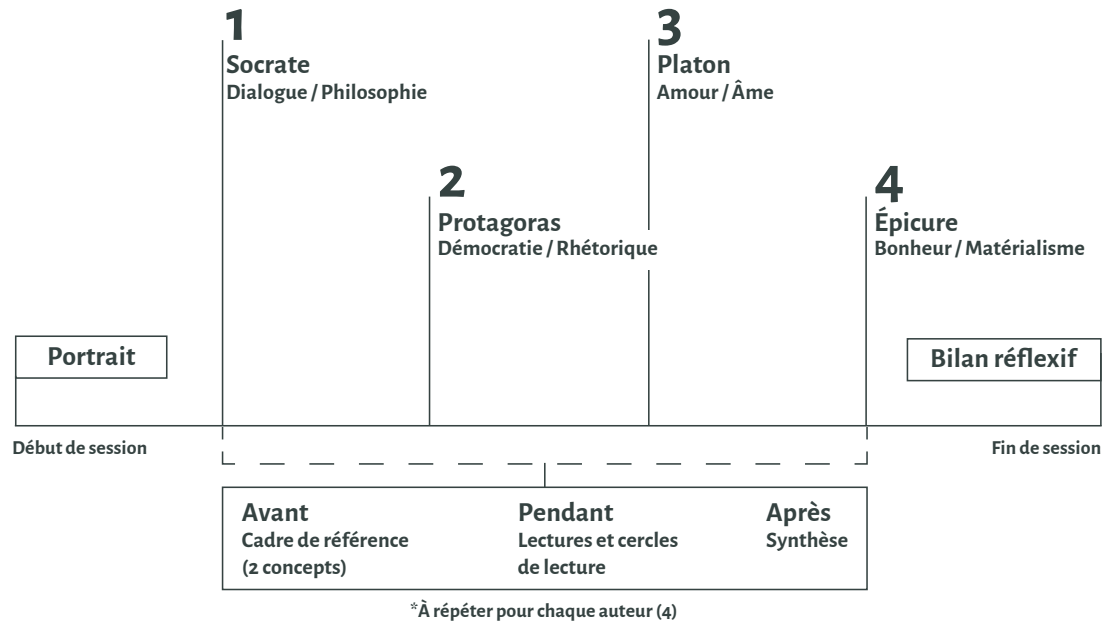 1
Socrate
Dialogue / Philosophie
2
Protagoras
Démocratie / Rhétorique
3
Platon
Amour / Âme
4
Épicure
Bonheur / Matérialisme
Portrait
Bilan réflexif
Début de session
Fin de session
Avant
Cadre de référence
(2 concepts)
Pendant
Lectures et cercles
de lecture
Après
Synthèse
*À répéter pour chaque auteur (4)